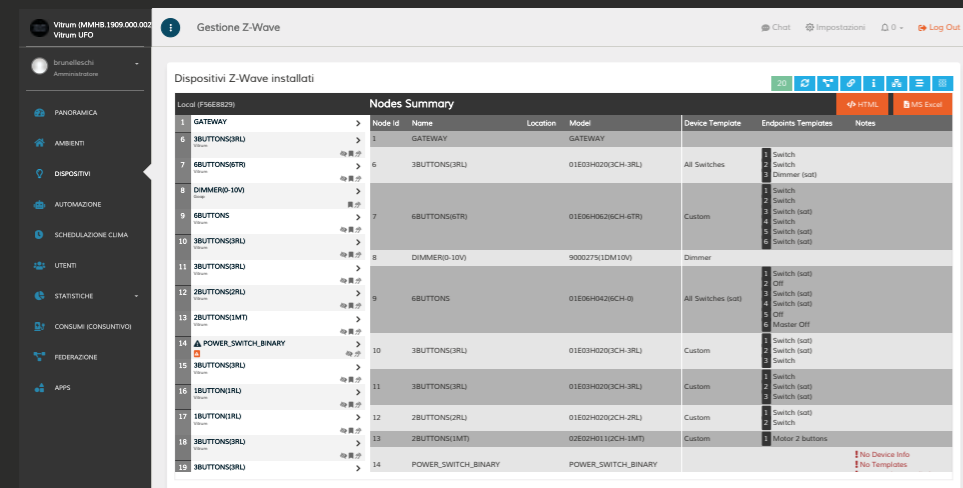 Vitrum (MMHB.1909.000.002
Vitrum UFO
Gestione Z-Wave
Chat
Impostazioni
0
Log Out
brunelleschi
Amministratore
PANORAMICA
AMBIENTI
DISPOSITIVI
AUTOMAZIONE
SCHEDULAZIONE CLIMA
UTENTI
STATISTICHE
CONSUMI (CONSUNTIVO)
FEDERAZIONE
APPS
Dispositivi Z-Wave installati
20
Local (F56E8829)
1 GATEWAY
6 3BUTTONS(3RL)
Vitrum
7 6BUTTONS(6TR)
Vitrum
8 DIMMER(0-10V)
9 6BUTTONS
Vitrum
10 3BUTTONS(3RL)
Vitrum
11 3BUTTONS(3RL)
Vitrum
12 2BUTTONS(2RL)
Vitrum
13 2BUTTONS(1MT)
Vitrum
14 POWER_SWITCH_BINARY
15 3BUTTONS(3RL)
Vitrum
16 1BUTTON(1RL)
Vitrum
17 1BUTTON(1RL)
Vitrum
18 3BUTTONS(3RL)
Vitrum
19 3BUTTONS(3RL)
Nodes Summary
</> HTML
MS Excel
Node Id Name Location Model Device Template Endpoints Templates Notes
1 GATEWAY GATEWAY
6 3BUTTONS(3RL) 01E03H020(3CH-3RL) All Switches
1 Switch
2 Switch
3 Dimmer (sat)
7 6BUTTONS(6TR) 01E06H062(6CH-6TR) Custom
1 Switch
2 Switch
3 Switch (sat)
4 Switch
5 Switch (sat)
6 Switch (sat)
8 DIMMER(0-10V) 9000275(1DM10V) Dimmer
9 6BUTTONS 01E06H042(6CH-0) All Switches (sat)
1 Switch (sat)
2 Off
3 Switch (sat)
4 Switch (sat)
5 Off
6 Master Off
10 3BUTTONS(3RL) 01E03H020(3CH-3RL) Custom
1 Switch (sat)
2 Switch (sat)
3 Switch
11 3BUTTONS(3RL) 01E03H020(3CH-3RL) Custom
1 Switch
2 Switch (sat)
3 Switch (sat)
12 2BUTTONS(2RL) 01E02H020(2CH-2RL) Custom
1 Switch (sat)
2 Switch
13 2BUTTONS(1MT) 02E02H011(2CH-1MT) Custom
1 Motor 2 buttons
14 POWER_SWITCH_BINARY POWER_SWITCH_BINARY
No Device Info
No Templates